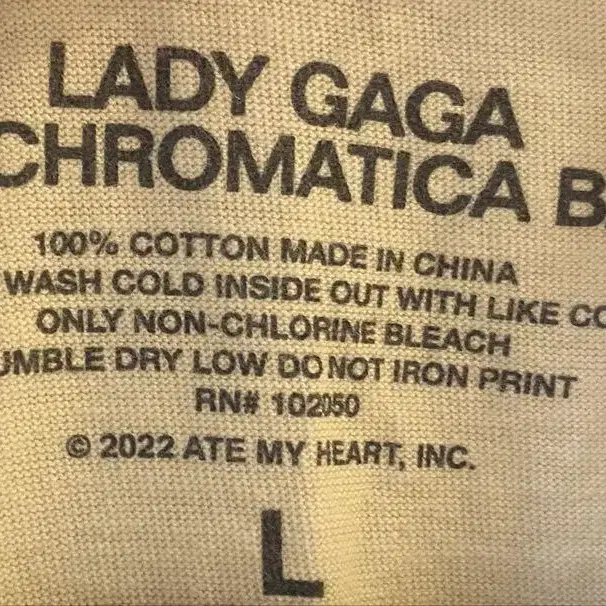 LADY GAGA
CHROMATICA B
100% COTTON MADE IN CHINA
WASH COLD INSIDE OUT WITH LIKE CO
ONLY NON-CHLORINE BLEACH
UMBLE DRY LOW DO NOT IRON PRINT
RN# 102050
© 2022 ATE MY HEART, INC.
L